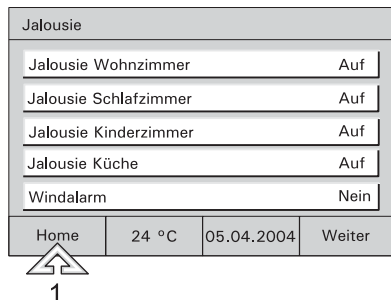 Jalousie
Jalousie Wohnzimmer Auf
Jalousie Schlafzimmer Auf
Jalousie Kinderzimmer Auf
Jalousie Küche Auf
Windalarm Nein
Home 24 °C 05.04.2004 Weiter
1